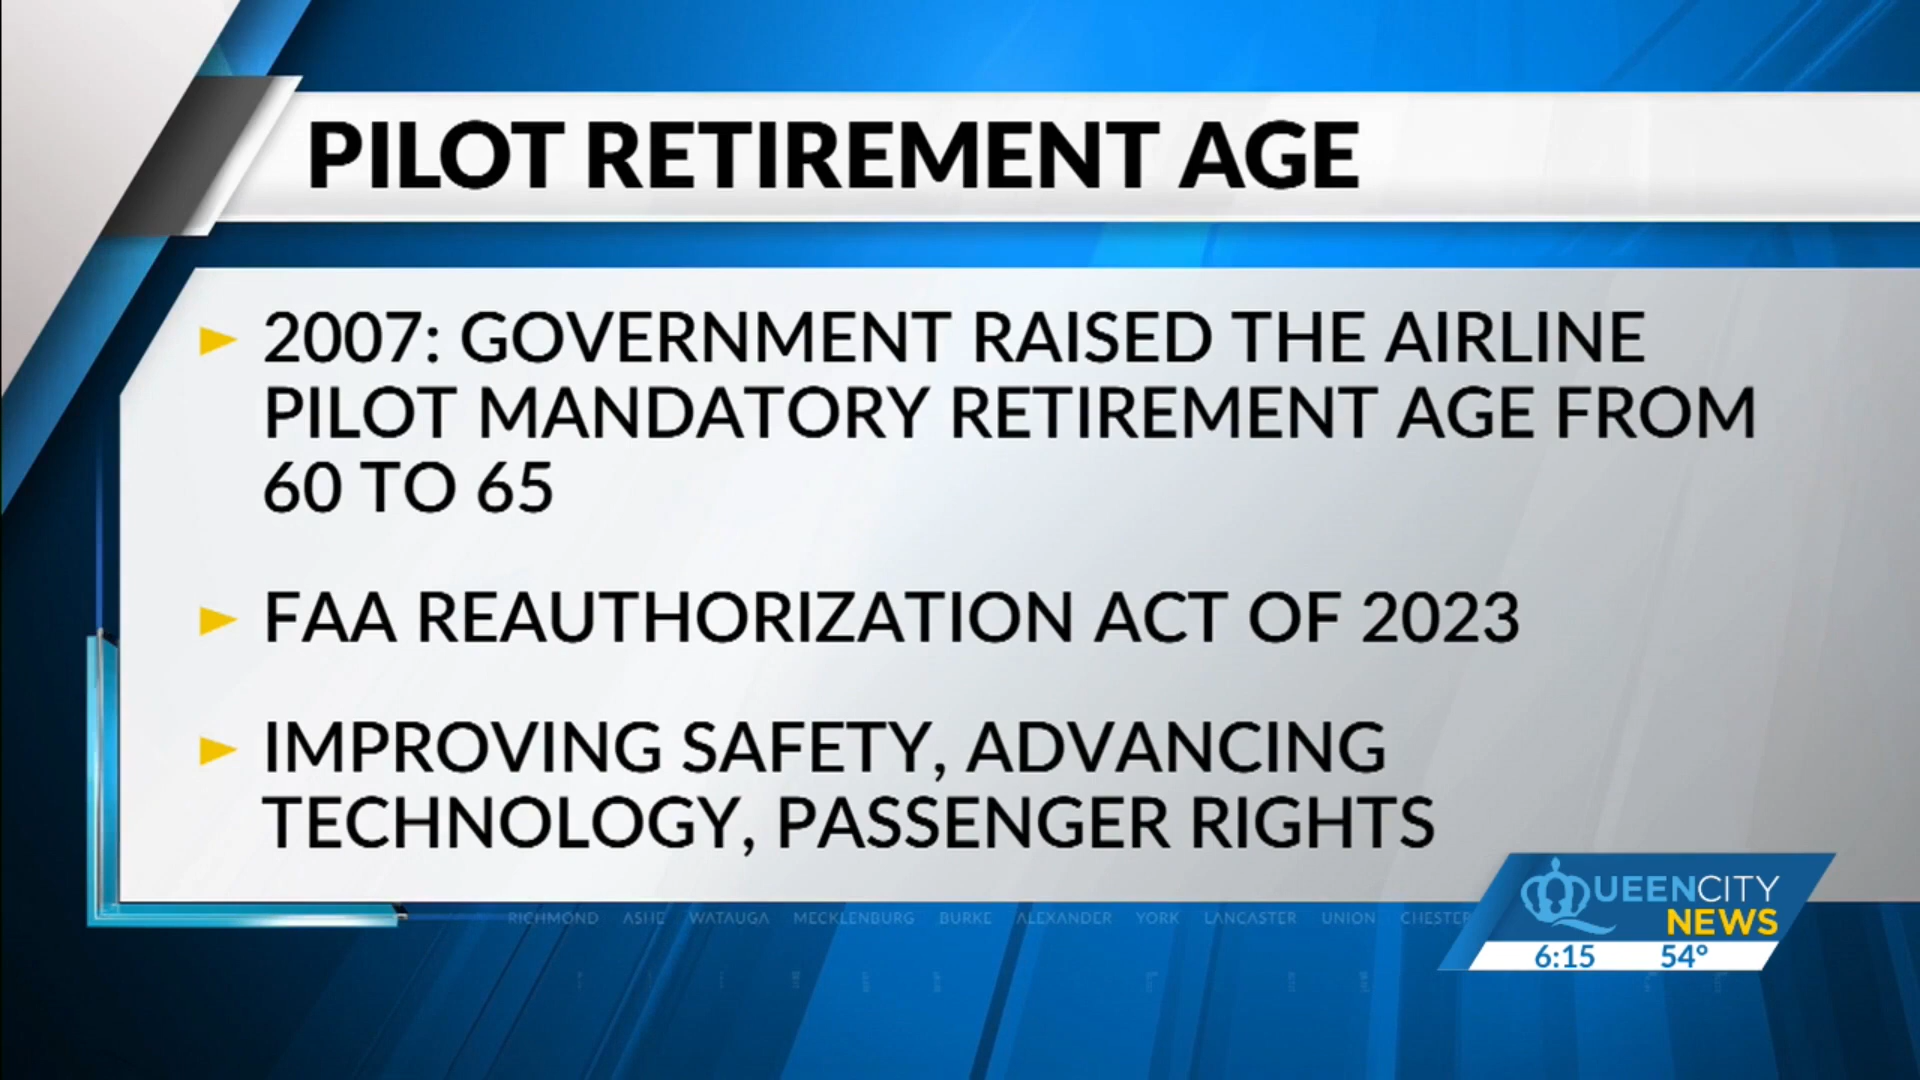 PILOT RETIREMENT AGE
2007: GOVERNMENT RAISED THE AIRLINE
PILOT MANDATORY RETIREMENT AGE FROM
60 TO 65
FAA REAUTHORIZATION ACT OF 2023
IMPROVING SAFETY, ADVANCING
TECHNOLOGY, PASSENGER RIGHTS
RICHMOND ASHE WATAUGA MECKLENBURG BURKE ALEXANDER YORK LANCASTER UNION CHESTER
QUEENCITY
NEWS
6:15 54°